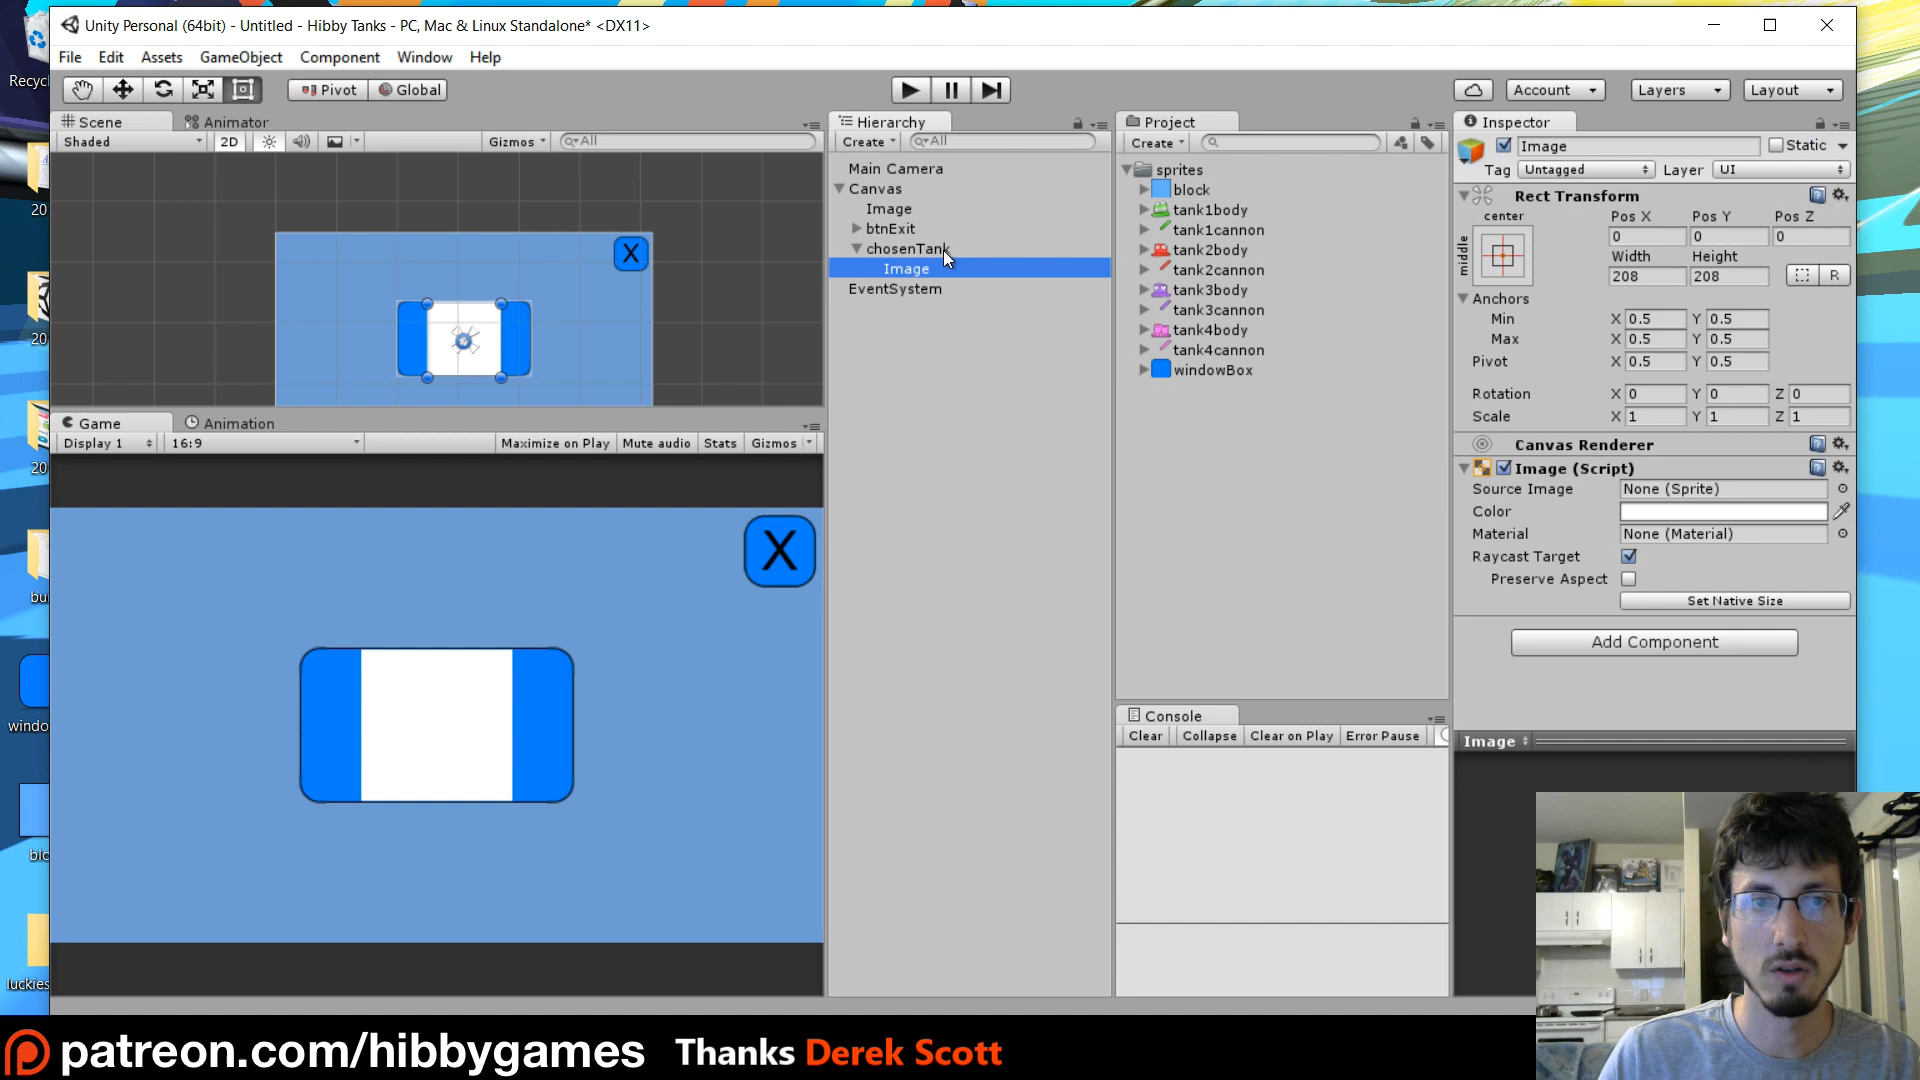 Unity Personal (64bit) - Untitled - Hibby Tanks - PC, Mac & Linux Standalone* <DX11>
File Edit Assets GameObject Component Window Help
Pivot Global Account Layers Layout
Scene Animator
Shaded 2D Gizmos All
X
Game Animation
Display 1 16:9 Maximize on Play Mute audio Stats Gizmos
X
Hierarchy
Create All
Main Camera
Canvas
Image
btnExit
chosenTank
Image
EventSystem
Project
Create
sprites
block
tank1body
tank1cannon
tank2body
tank2cannon
tank3body
tank3cannon
tank4body
tank4cannon
windowBox
Console
Clear Collapse Clear on Play Error Pause
Inspector
Image Static
Tag Untagged Layer UI
Rect Transform
center Pos X Pos Y Pos Z
middle 0 0 0
Width Height
208 208 R
Anchors
Min X 0.5 Y 0.5
Max X 0.5 Y 0.5
Pivot X 0.5 Y 0.5
Rotation X 0 Y 0 Z 0
Scale X 1 Y 1 Z 1
Canvas Renderer
Image (Script)
Source Image None (Sprite)
Color
Material None (Material)
Raycast Target
Preserve Aspect
Set Native Size
Add Component
Image
Recycl
20
20
20
bu
windo
luckies
patreon.com/hibbygames Thanks Derek Scott